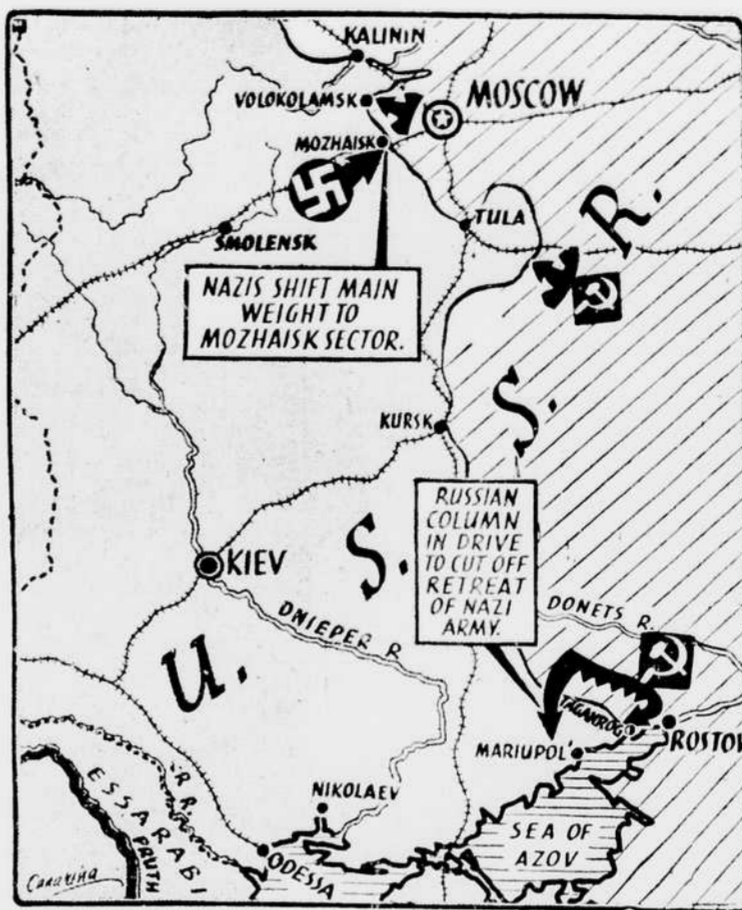 KALININ
VOLOKOLAMSK
MOSCOW
MOZHAISK
TULA
R.
SMOLENSK
NAZIS SHIFT MAIN
WEIGHT TO
MOZHAISK SECTOR.
S.
KURSK
RUSSIAN
COLUMN
IN DRIVE
TO CUT OFF
RETREAT
OF NAZI
ARMY.
S.
KIEV
DNIEPER R.
DONETS R.
U.
TAGANROG
ROSTOV
MARIUPOL'
NIKOLAEV
SEA OF
AZOV
R.R.
ESSARABI
PRUTH
ODESSA